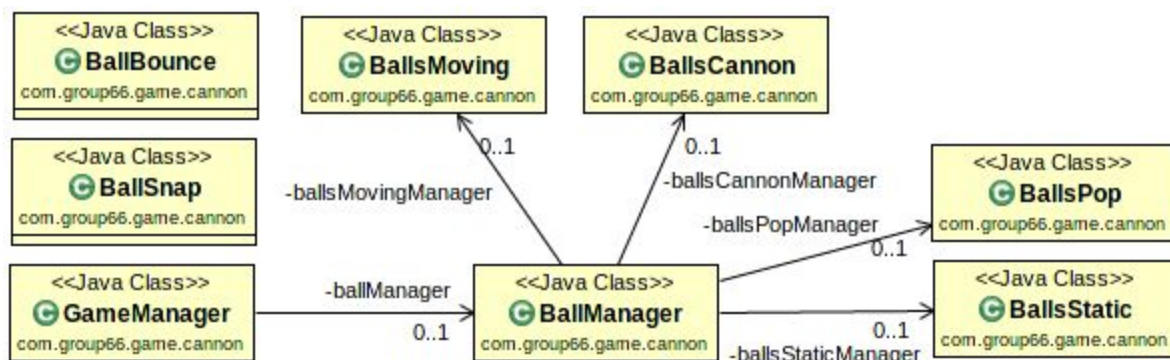 <<Java Class>>
BallBounce
com.group66.game.cannon
<<Java Class>>
BallsMoving
com.group66.game.cannon
<<Java Class>>
BallsCannon
com.group66.game.cannon
<<Java Class>>
BallSnap
com.group66.game.cannon
0..1
0..1
-ballsMovingManager
-ballsCannonManager
<<Java Class>>
BallsPop
com.group66.game.cannon
-ballsPopManager
0..1
<<Java Class>>
GameManager
com.group66.game.cannon
-ballManager
0..1
<<Java Class>>
BallManager
com.group66.game.cannon
<<Java Class>>
BallsStatic
com.group66.game.cannon
0..1
-ballsStaticManager